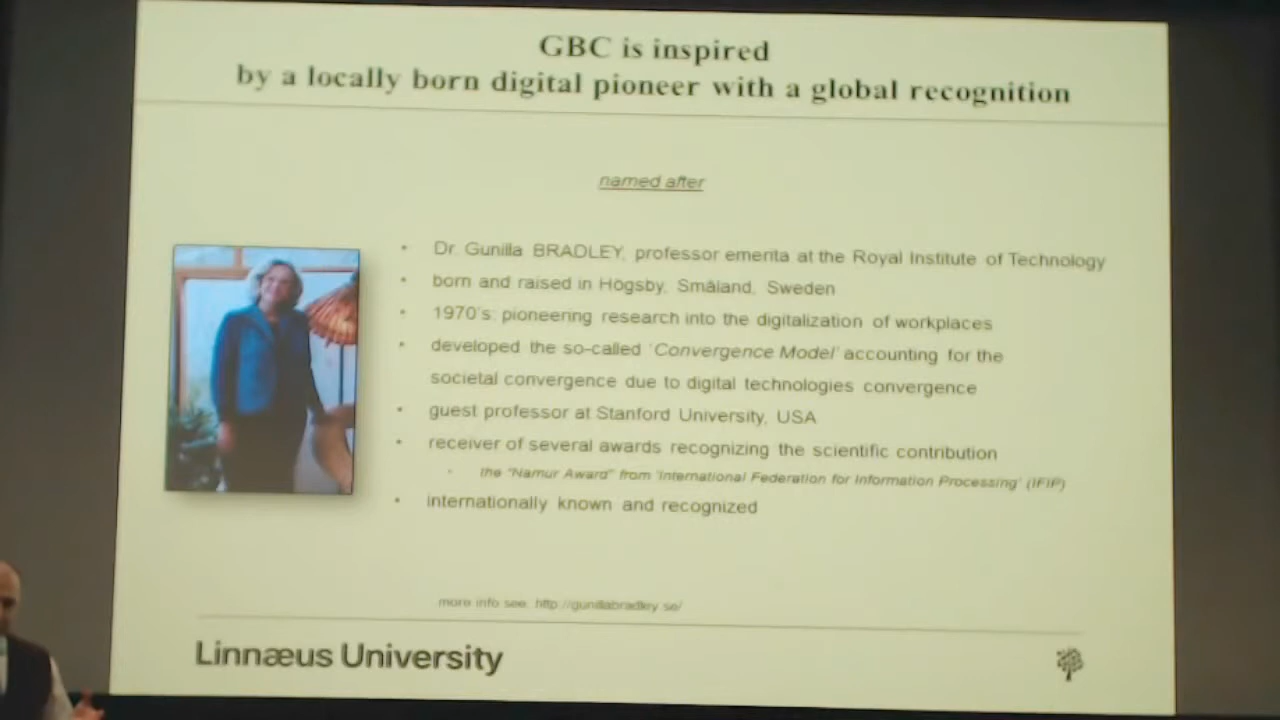 GBC is inspired
by a locally born digital pioneer with a global recognition
named after
• Dr. Gunilla BRADLEY, professor emerita at the Royal Institute of Technology
• born and raised in Högsby, Småland, Sweden
• 1970's: pioneering research into the digitalization of workplaces
• developed the so-called 'Convergence Model' accounting for the
societal convergence due to digital technologies convergence
• guest professor at Stanford University, USA
• receiver of several awards recognizing the scientific contribution
• the "Namur Award" from 'International Federation for Information Processing' (IFIP)
• internationally known and recognized
more info see: http://gunillabradley.se/
Linnæus University